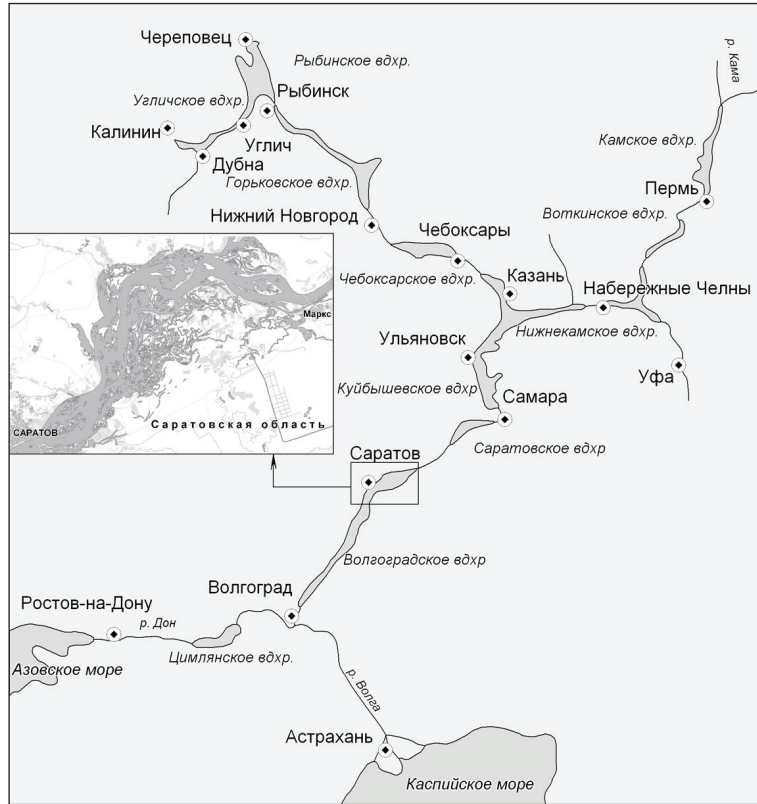 Череповец
Рыбинское вдхр.
р. Кама
Рыбинск
Угличское вдхр.
Калинин
Углич
Дубна
Камское вдхр.
Горьковское вдхр.
Пермь
Нижний Новгород
Воткинское вдхр.
Чебоксары
Чебоксарское вдхр.
Казань
Набережные Челны
Маркс
Нижнекамское вдхр.
Ульяновск
Уфа
Куйбышевское вдхр
Самара
САРАТОВ
Саратовская область
Саратовское вдхр
Саратов
Волгоградское вдхр
Волгоград
Ростов-на-Дону
р. Дон
Азовское море
Цимлянское вдхр.
р. Волга
Астрахань
Каспийское море